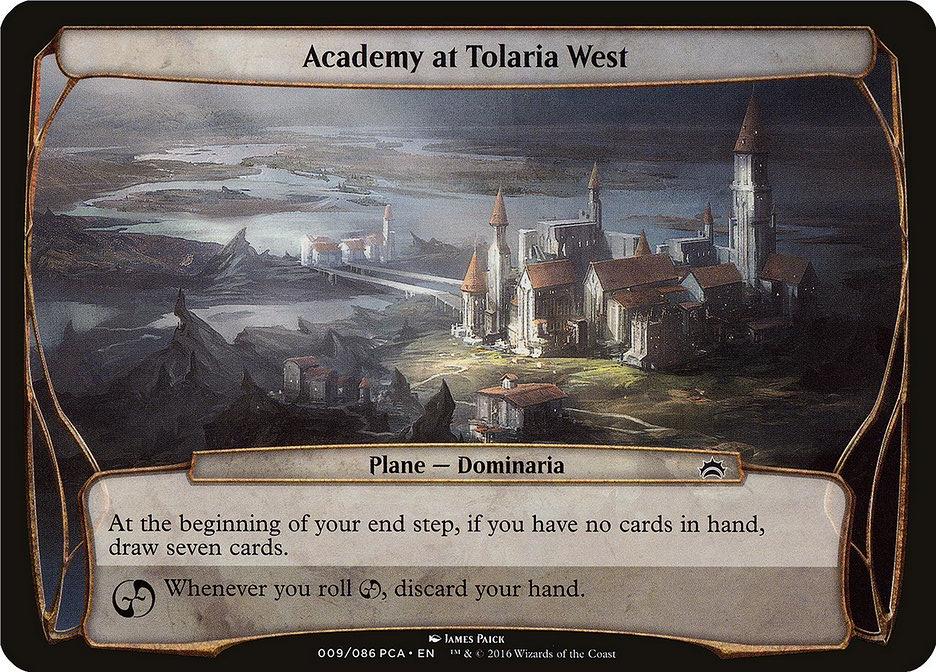 Academy at Tolaria West
Plane — Dominaria
At the beginning of your end step, if you have no cards in hand,
draw seven cards.
Whenever you roll , discard your hand.
James Paick
009/086 PCA • EN ™ & © 2016 Wizards of the Coast